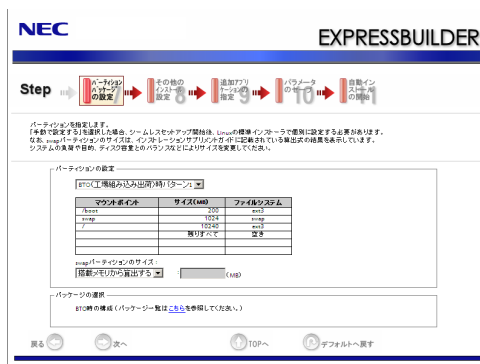 NEC
EXPRESSBUILDER
Step
パーティション
パッケージ
の設定 7
その他の
インストール
設定 8
追加アプリ
ケーションの
指定 9
パラメータ
のセーブ 10
自動イン
ストール
の開始 11
パーティションを指定します。
「手動で設定する」を選択した場合、シームレスセットアップ開始後、Linuxの標準インストーラで個別に設定する必要があります。
なお、swapパーティションのサイズは、インストレーションサプリメントガイドに記載されている算出式の結果を表示しています。
システムの負荷や目的、ディスク容量とのバランスなどによりサイズを変更してください。
パーティションの設定
BTO(工場組み込み出荷)時パターン1
マウントポイント サイズ(MB) ファイルシステム
/boot 200 ext3
swap 1024 swap
/ 10240 ext3
残りすべて 空き
swapパーティションのサイズ:
搭載メモリから算出する : (MB)
パッケージの選択
BTO時の構成(パッケージ一覧はこちらを参照してください。)
戻る 次へ TOPへ デフォルトへ戻す